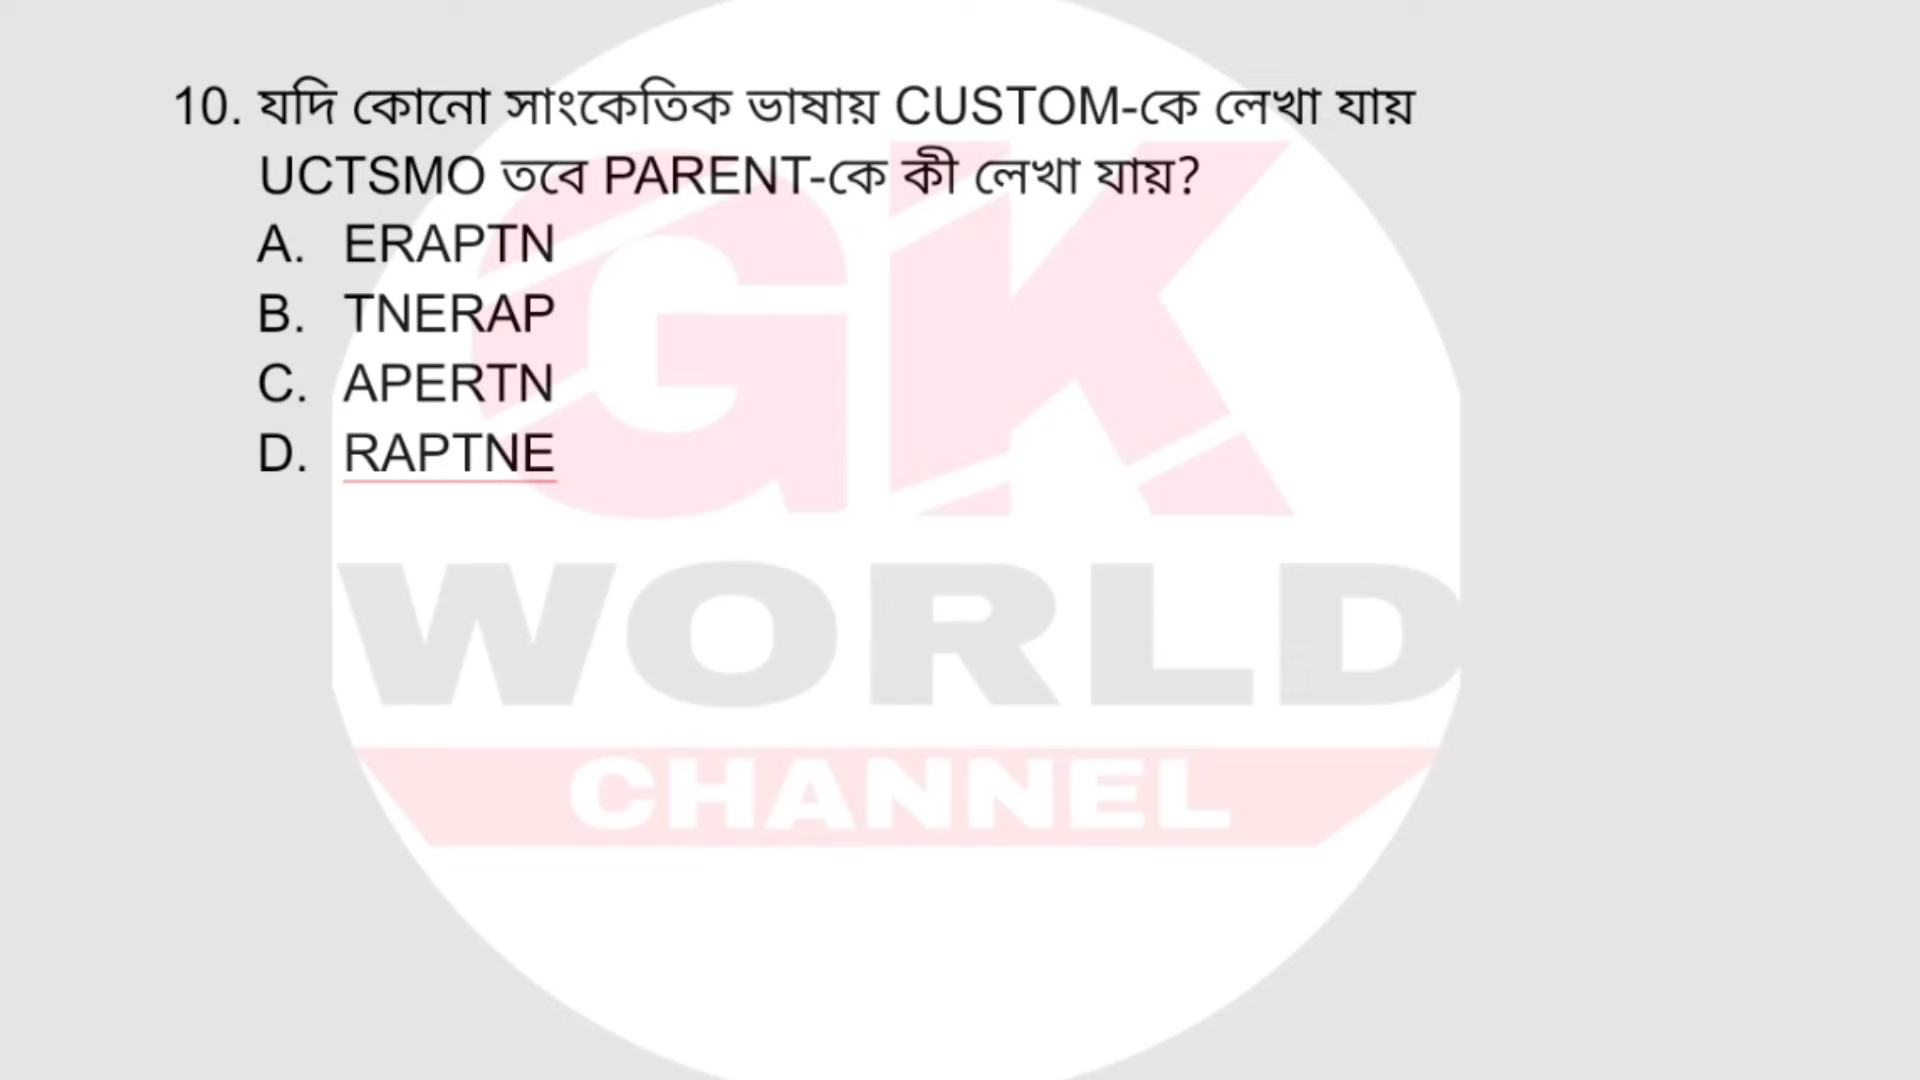 10. যদি কোনো সাংকেতিক ভাষায় CUSTOM-কে লেখা যায়
UCTSMO তবে PARENT-কে কী লেখা যায়?
A. ERAPTN
B. TNERAP
C. APERTN
D. RAPTNE
GK
WORLD
CHANNEL